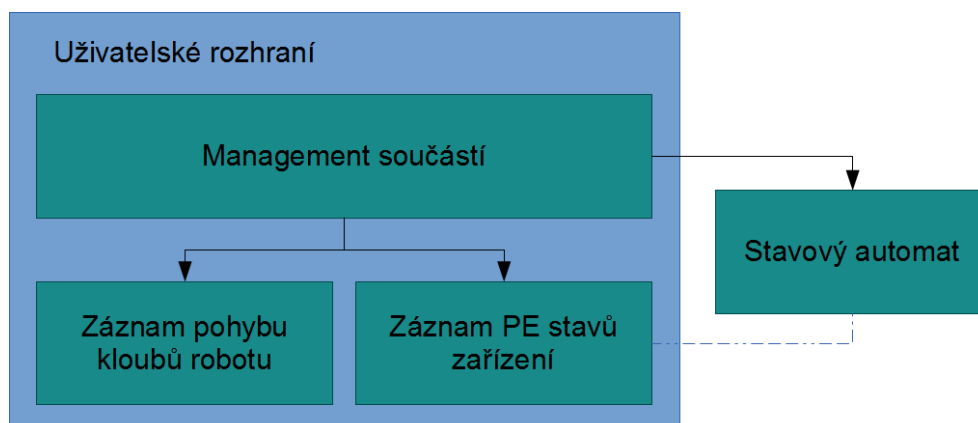 Uživatelské rozhraní
Management součástí
Stavový automat
Záznam pohybu
kloubů robotu
Záznam PE stavů
zařízení